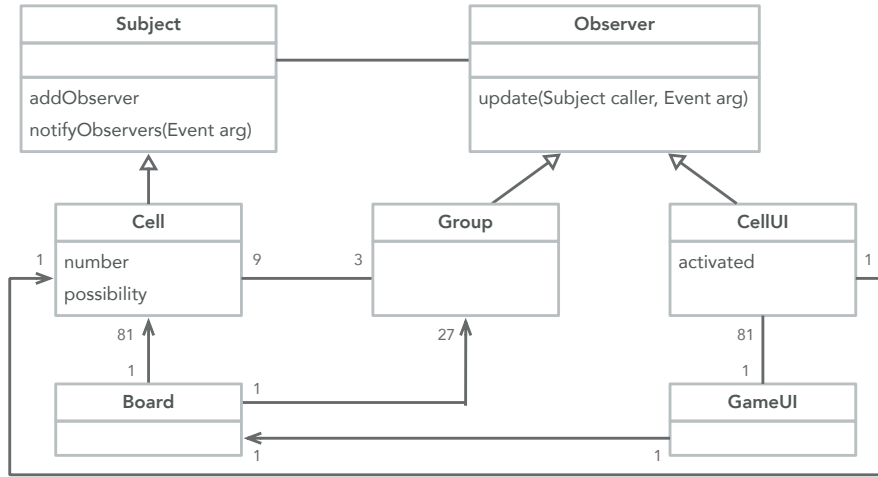 Subject
addObserver
notifyObservers(Event arg)
Observer
update(Subject caller, Event arg)
Cell
number
possibility
Group
CellUI
activated
1
9
3
1
81
27
81
1
1
1
Board
GameUI
1
1